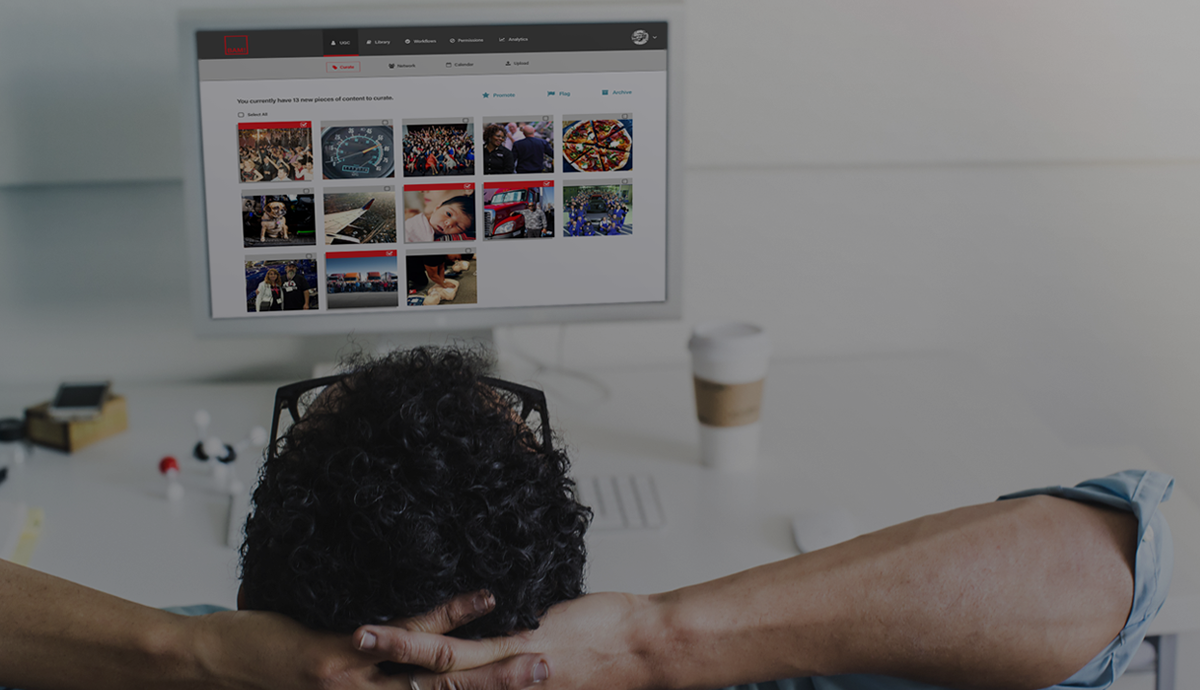 UGC Library Workflows Permissions Analytics
Curate Network Calendar Upload
You currently have 13 new pieces of content to curate.
Promote Flag Archive
Select All